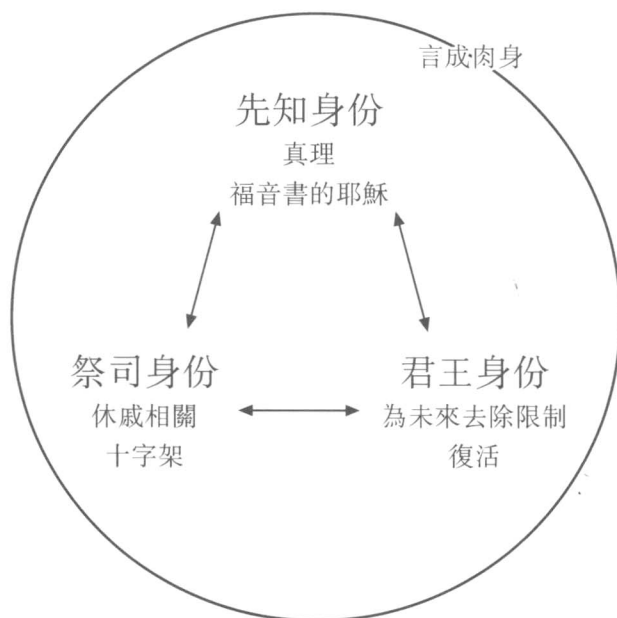 言成肉身
先知身份
真理
福音書的耶穌
祭司身份
休戚相關
十字架
君王身份
為未來去除限制
復活